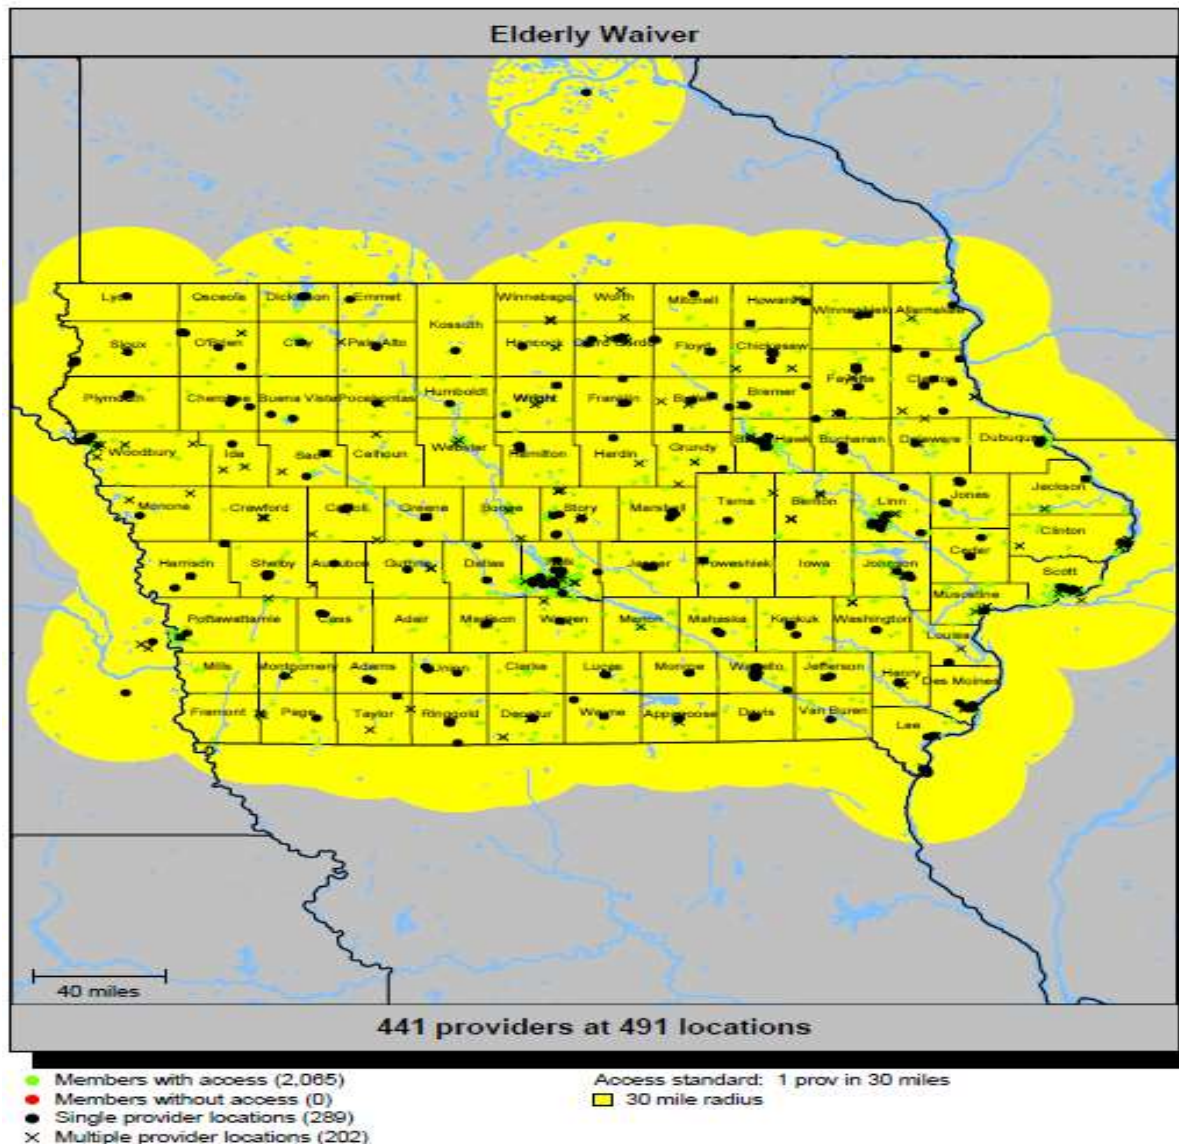 Elderly Waiver
Lyon Osceola Dickinson Emmet Winnebago Worth Mitchell Howard Winneshiek Allamakee
Kossuth
Sioux O'Brien Clay Palo Alto Hancock Cerro Gordo Floyd Chickasaw
Fayette Clayton
Plymouth Cherokee Buena Vista Pocahontas Humboldt Wright Franklin Butler Bremer
Woodbury Ida Sac Calhoun Webster Hamilton Hardin Grundy Black Hawk Buchanan Delaware Dubuque
Monona Crawford Carroll Greene Boone Story Marshall Tama Benton Linn Jones Jackson
Clinton
Harrison Shelby Audubon Guthrie Dallas Polk Jasper Poweshiek Iowa Johnson Cedar Scott
Muscatine
Pottawattamie Cass Adair Madison Warren Marion Mahaska Keokuk Washington Louisa
Mills Montgomery Adams Union Clarke Lucas Monroe Wapello Jefferson Henry Des Moines
Fremont Page Taylor Ringgold Decatur Wayne Appanoose Davis Van Buren Lee
40 miles
441 providers at 491 locations
Members with access (2,065)
Members without access (0)
Single provider locations (289)
Multiple provider locations (202)
Access standard: 1 prov in 30 miles
30 mile radius